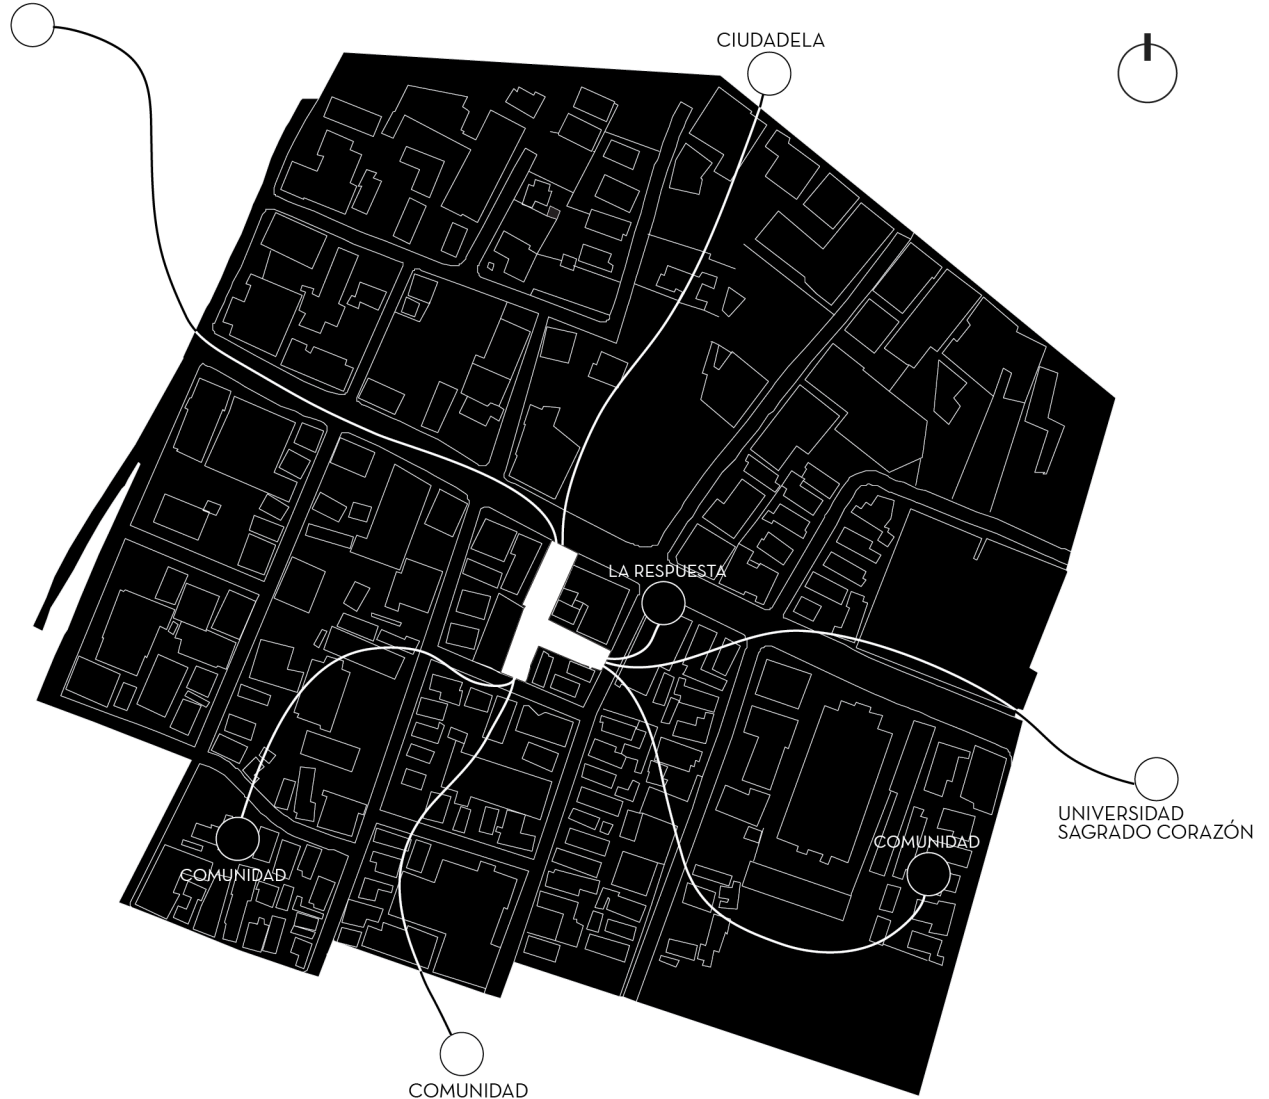 CIUDADELA
LA RESPUESTA
UNIVERSIDAD
SAGRADO CORAZÓN
COMUNIDAD
COMUNIDAD
COMUNIDAD